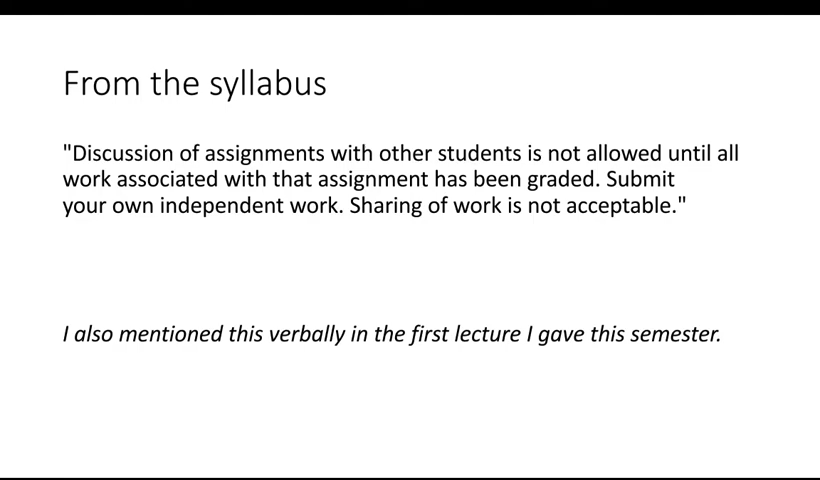 From the syllabus
"Discussion of assignments with other students is not allowed until all
work associated with that assignment has been graded. Submit
your own independent work. Sharing of work is not acceptable."
I also mentioned this verbally in the first lecture I gave this semester.